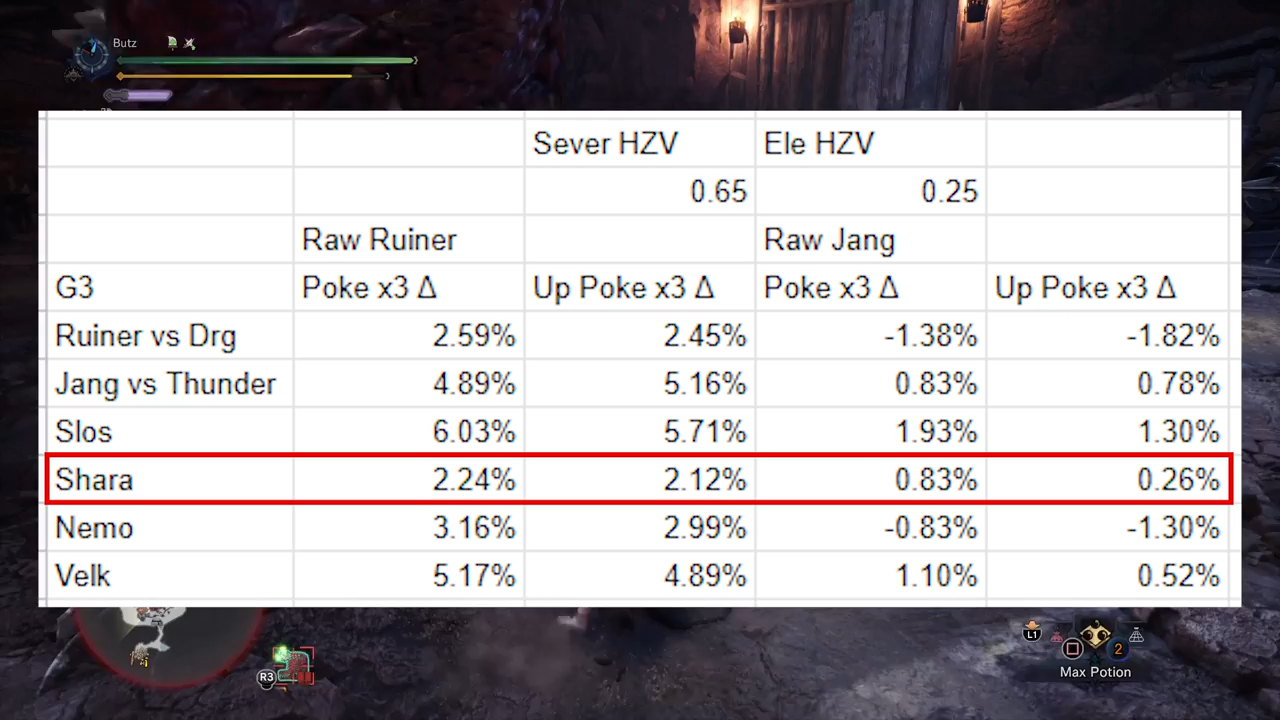 Butz
Sever HZV Ele HZV
0.65 0.25
Raw Ruiner Raw Jang
G3 Poke x3 Δ Up Poke x3 Δ Poke x3 Δ Up Poke x3 Δ
Ruiner vs Drg 2.59% 2.45% -1.38% -1.82%
Jang vs Thunder 4.89% 5.16% 0.83% 0.78%
Slos 6.03% 5.71% 1.93% 1.30%
Shara 2.24% 2.12% 0.83% 0.26%
Nemo 3.16% 2.99% -0.83% -1.30%
Velk 5.17% 4.89% 1.10% 0.52%
L1
2
R3
Max Potion